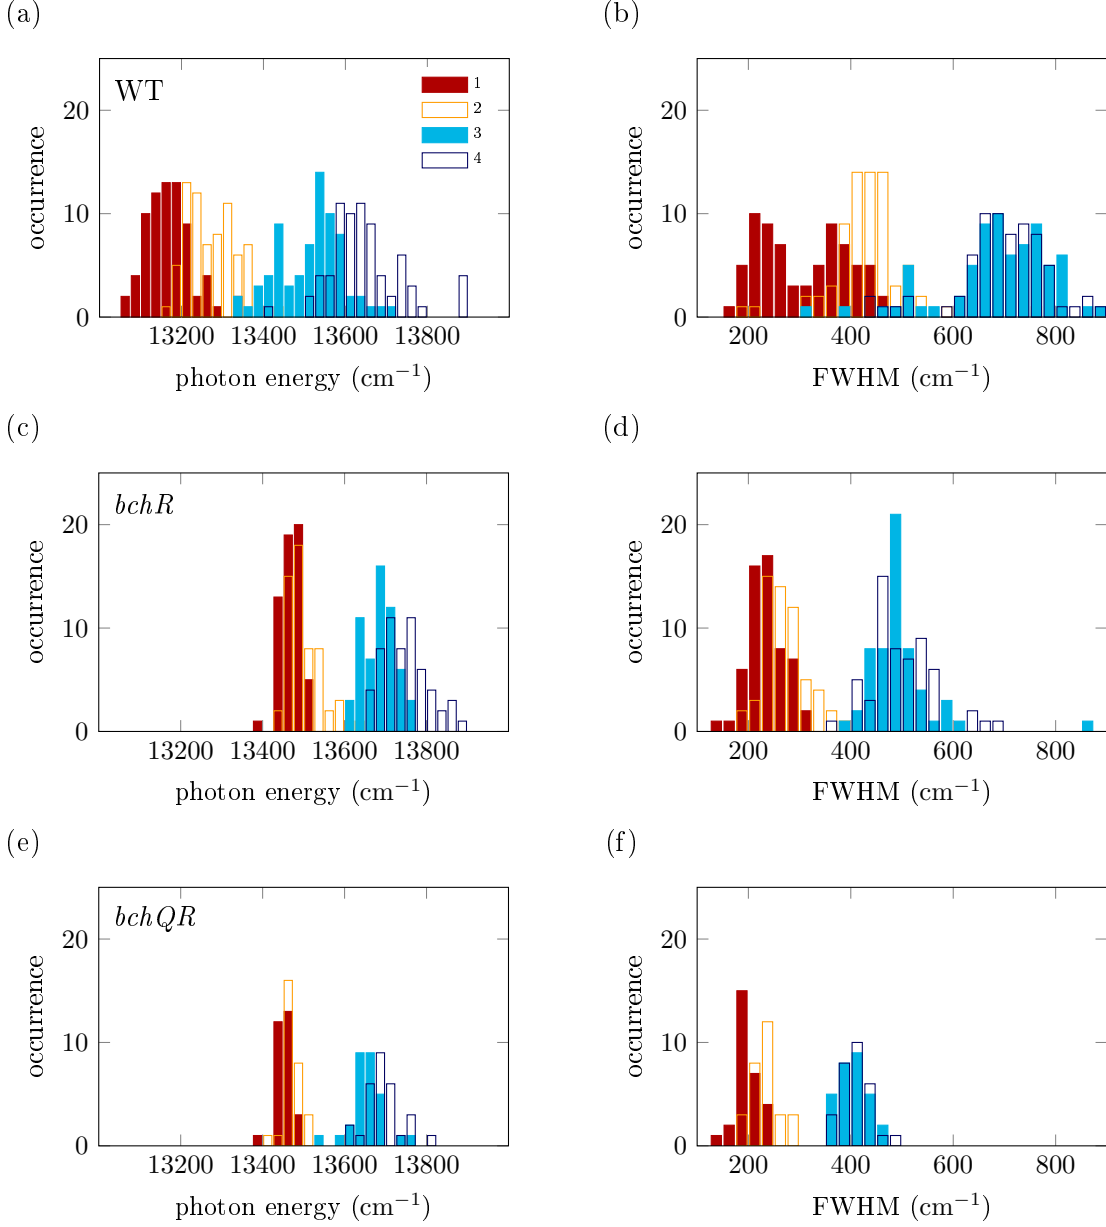 (a)
(b)
WT
1
2
3
4
occurrence
0
10
20
13200 13400 13600 13800
photon energy (cm⁻¹)
occurrence
0
10
20
200 400 600 800
FWHM (cm⁻¹)
(c)
(d)
bchR
occurrence
0
10
20
13200 13400 13600 13800
photon energy (cm⁻¹)
occurrence
0
10
20
200 400 600 800
FWHM (cm⁻¹)
(e)
(f)
bchQR
occurrence
0
10
20
13200 13400 13600 13800
photon energy (cm⁻¹)
occurrence
0
10
20
200 400 600 800
FWHM (cm⁻¹)